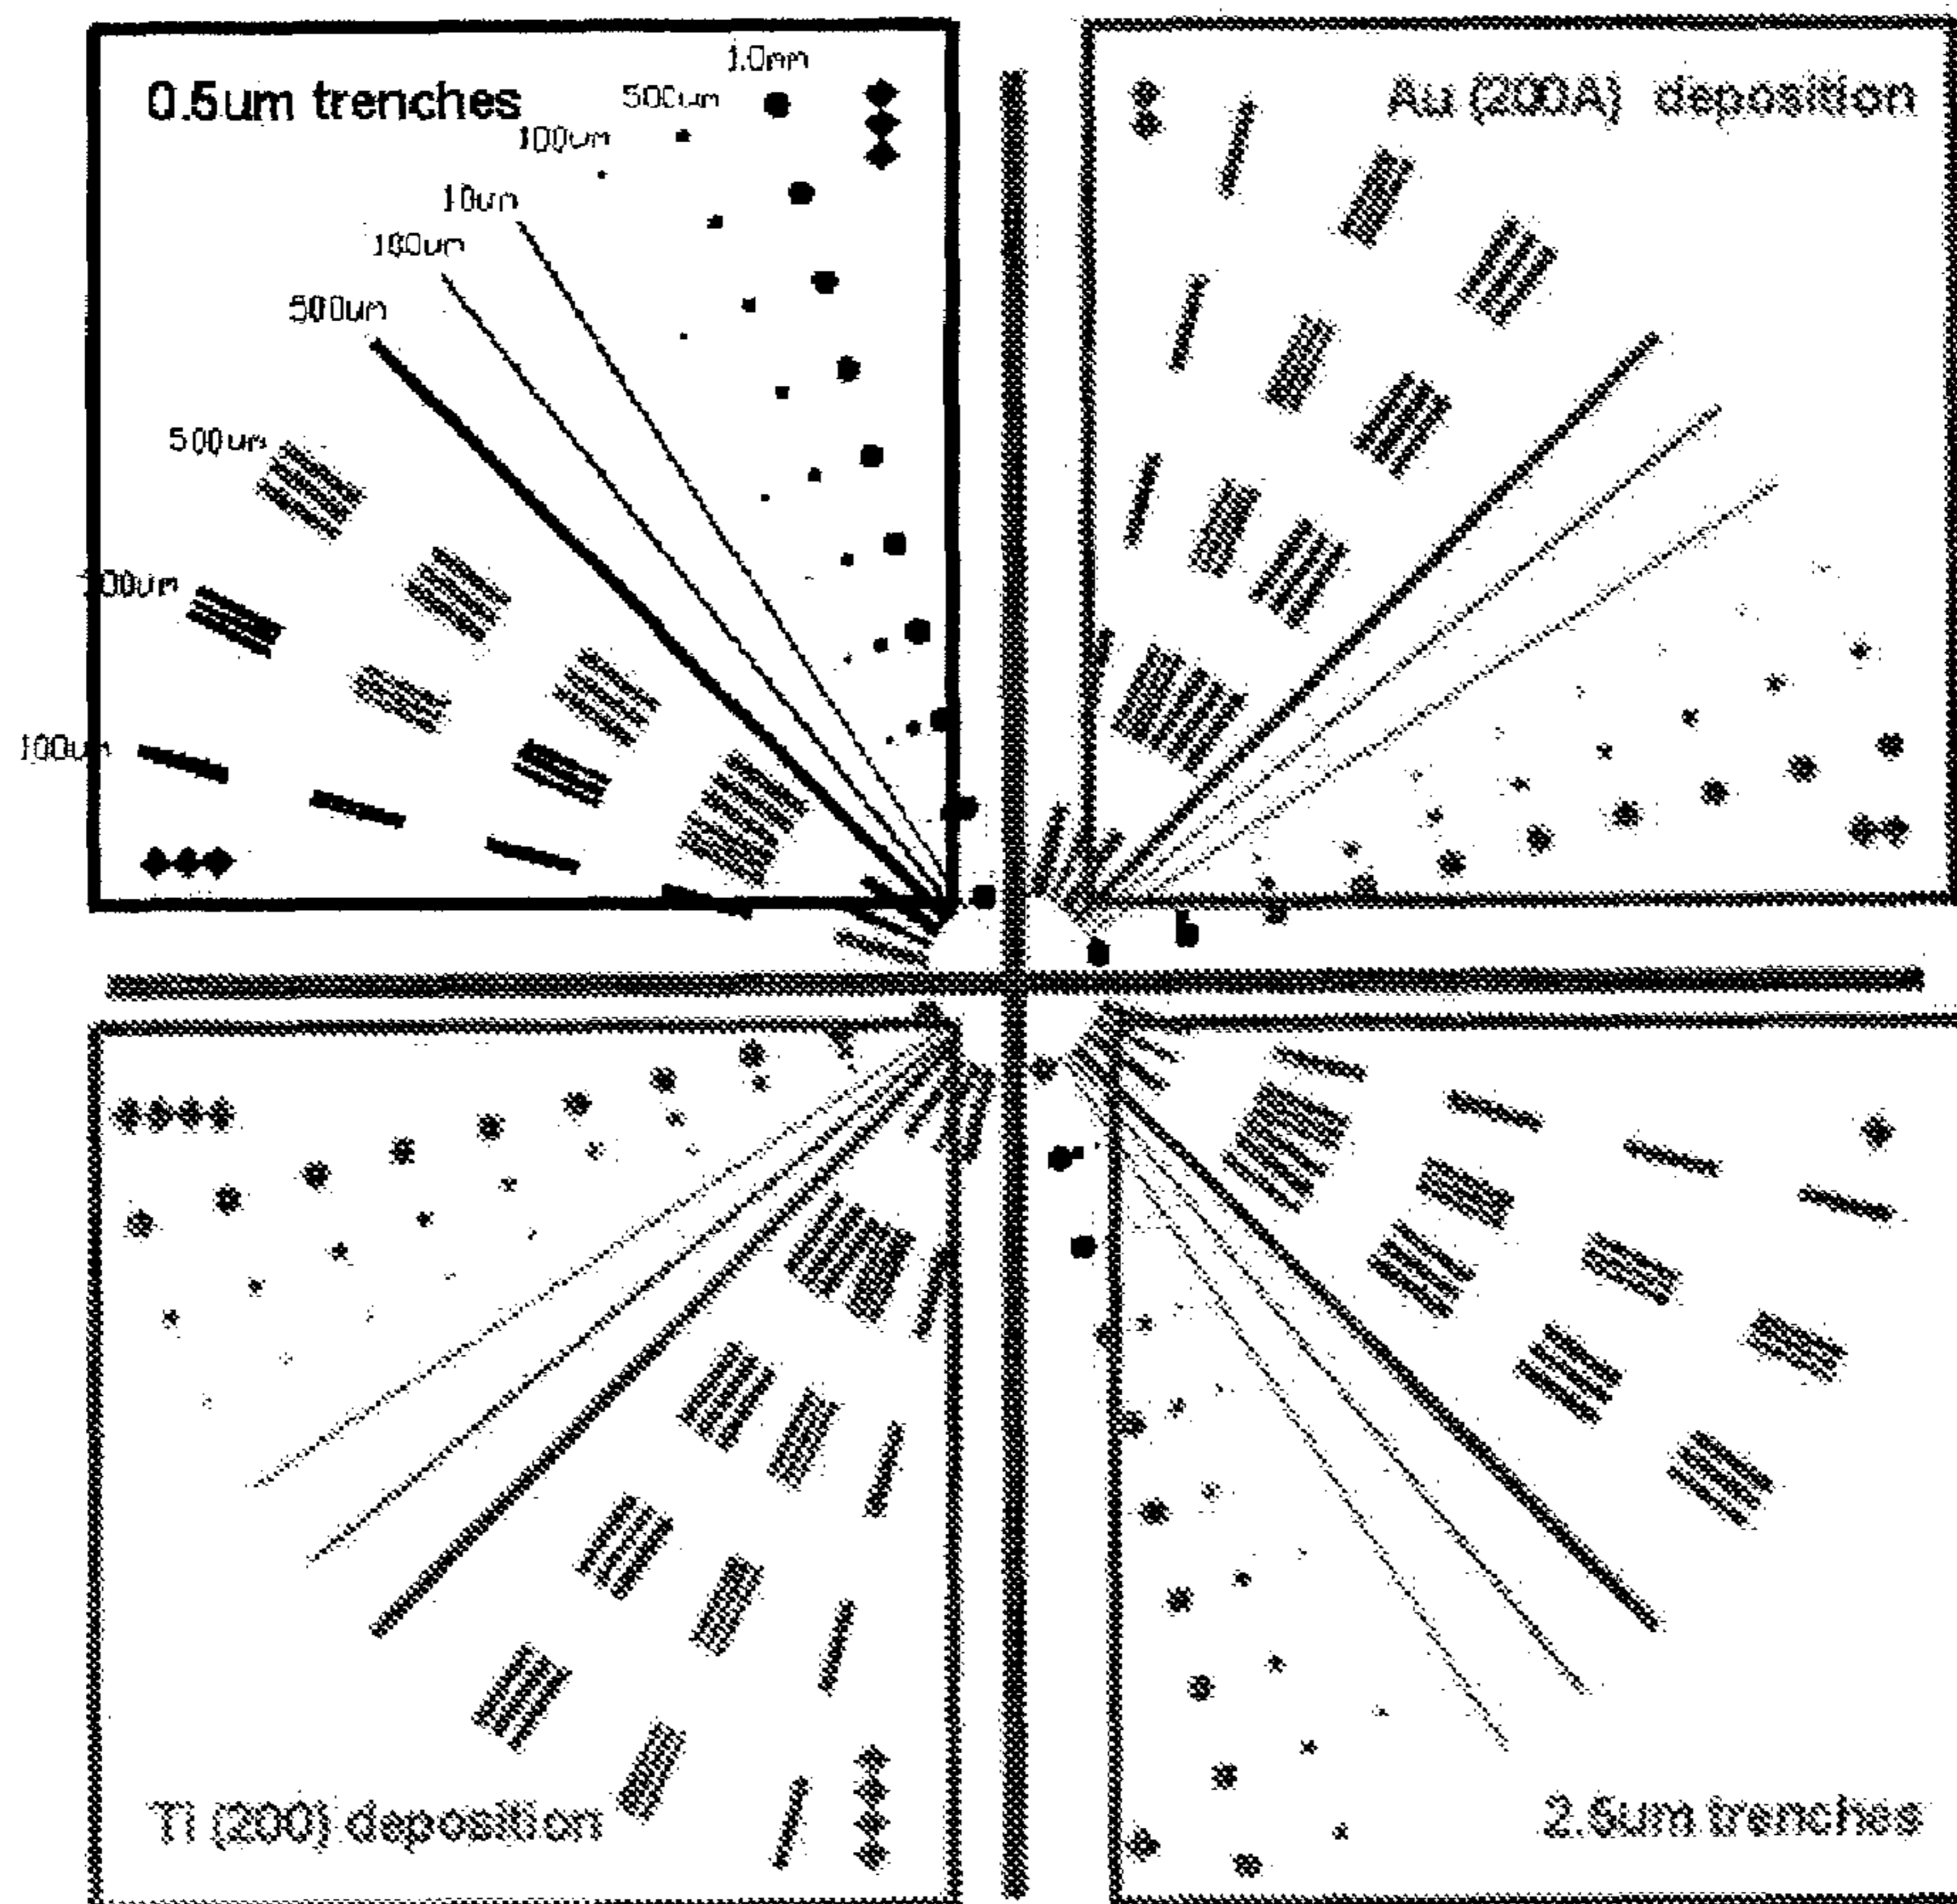 0.5um trenches
1.0mm
500um
100um
10um
100um
500um
500um
100um
Au (200A) deposition
Ti (200) deposition
2.5um trenches